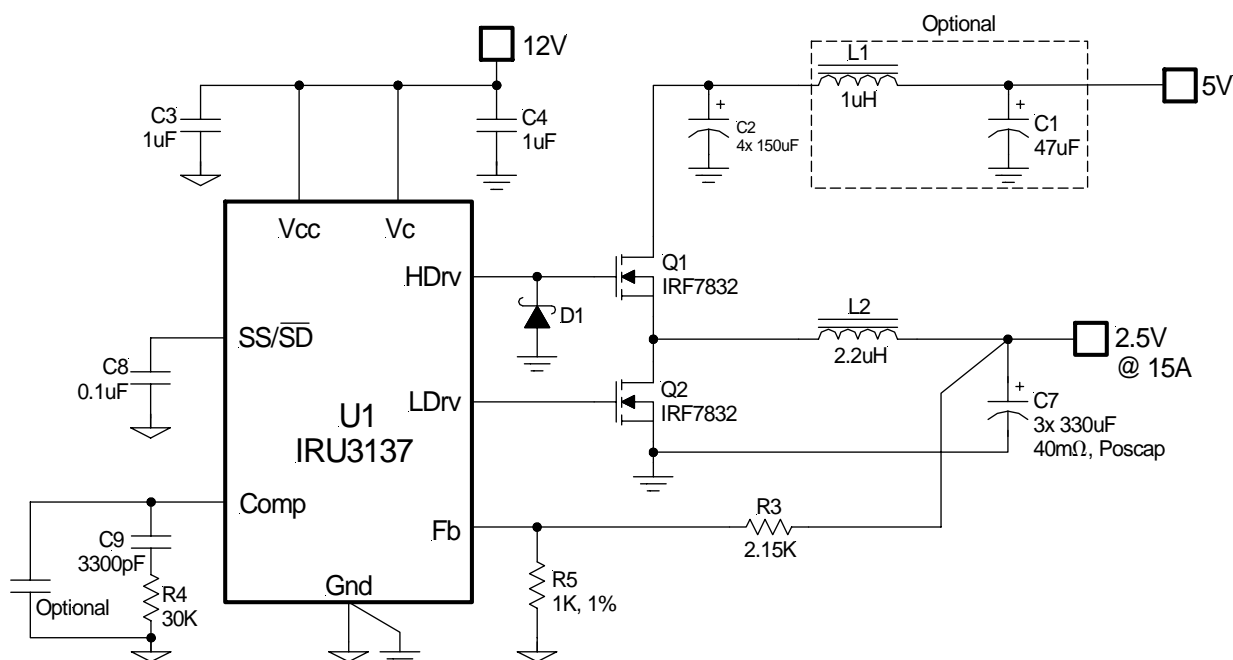 Optional
12V
L1
1uH
5V
C3
1uF
C4
1uF
C2
4x 150uF
C1
47uF
Vcc
Vc
HDrv
Q1
IRF7832
D1
L2
2.2uH
2.5V
@ 15A
SS/SD
C8
0.1uF
LDrv
Q2
IRF7832
C7
3x 330uF
40mΩ, Poscap
U1
IRU3137
Comp
Fb
R3
2.15K
C9
3300pF
R4
30K
Optional
Gnd
R5
1K, 1%